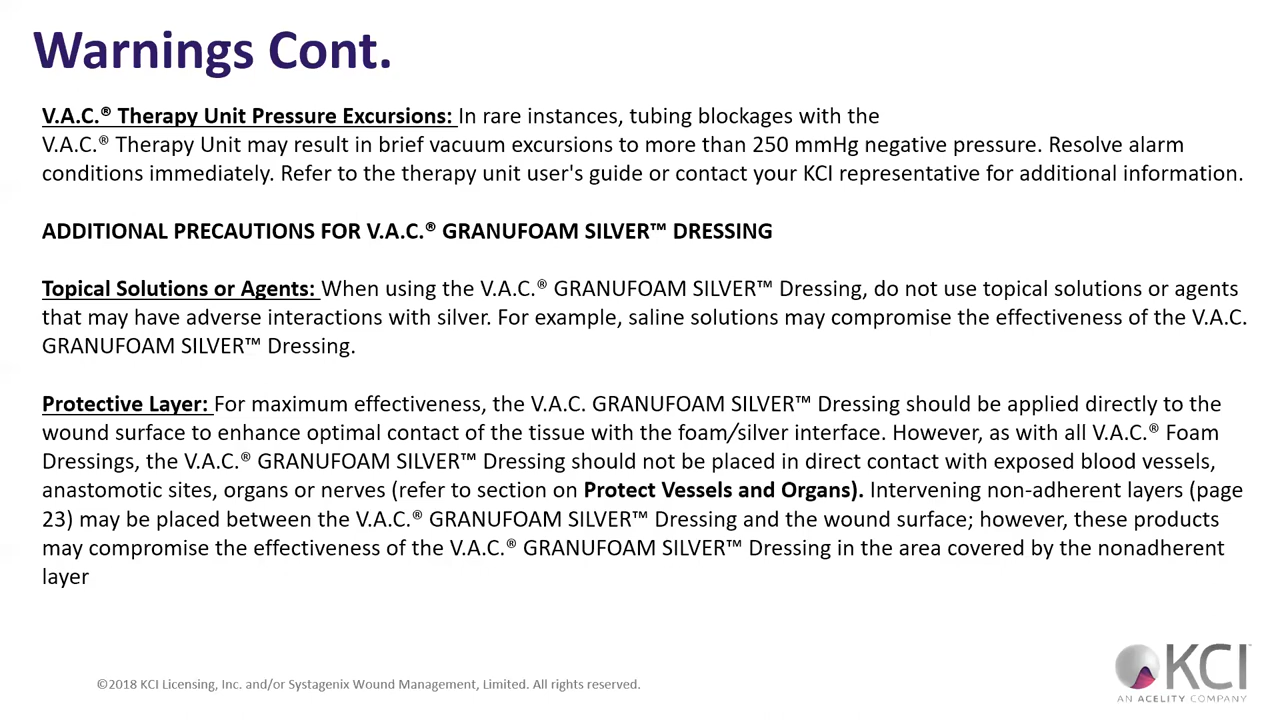 Warnings Cont.
V.A.C.® Therapy Unit Pressure Excursions: In rare instances, tubing blockages with the
V.A.C.® Therapy Unit may result in brief vacuum excursions to more than 250 mmHg negative pressure. Resolve alarm
conditions immediately. Refer to the therapy unit user's guide or contact your KCI representative for additional information.
ADDITIONAL PRECAUTIONS FOR V.A.C.® GRANUFOAM SILVER™ DRESSING
Topical Solutions or Agents: When using the V.A.C.® GRANUFOAM SILVER™ Dressing, do not use topical solutions or agents
that may have adverse interactions with silver. For example, saline solutions may compromise the effectiveness of the V.A.C.
GRANUFOAM SILVER™ Dressing.
Protective Layer: For maximum effectiveness, the V.A.C. GRANUFOAM SILVER™ Dressing should be applied directly to the
wound surface to enhance optimal contact of the tissue with the foam/silver interface. However, as with all V.A.C.® Foam
Dressings, the V.A.C.® GRANUFOAM SILVER™ Dressing should not be placed in direct contact with exposed blood vessels,
anastomotic sites, organs or nerves (refer to section on Protect Vessels and Organs). Intervening non-adherent layers (page
23) may be placed between the V.A.C.® GRANUFOAM SILVER™ Dressing and the wound surface; however, these products
may compromise the effectiveness of the V.A.C.® GRANUFOAM SILVER™ Dressing in the area covered by the nonadherent
layer
©2018 KCI Licensing, Inc. and/or Systagenix Wound Management, Limited. All rights reserved.
KCI™
AN ACELITY COMPANY